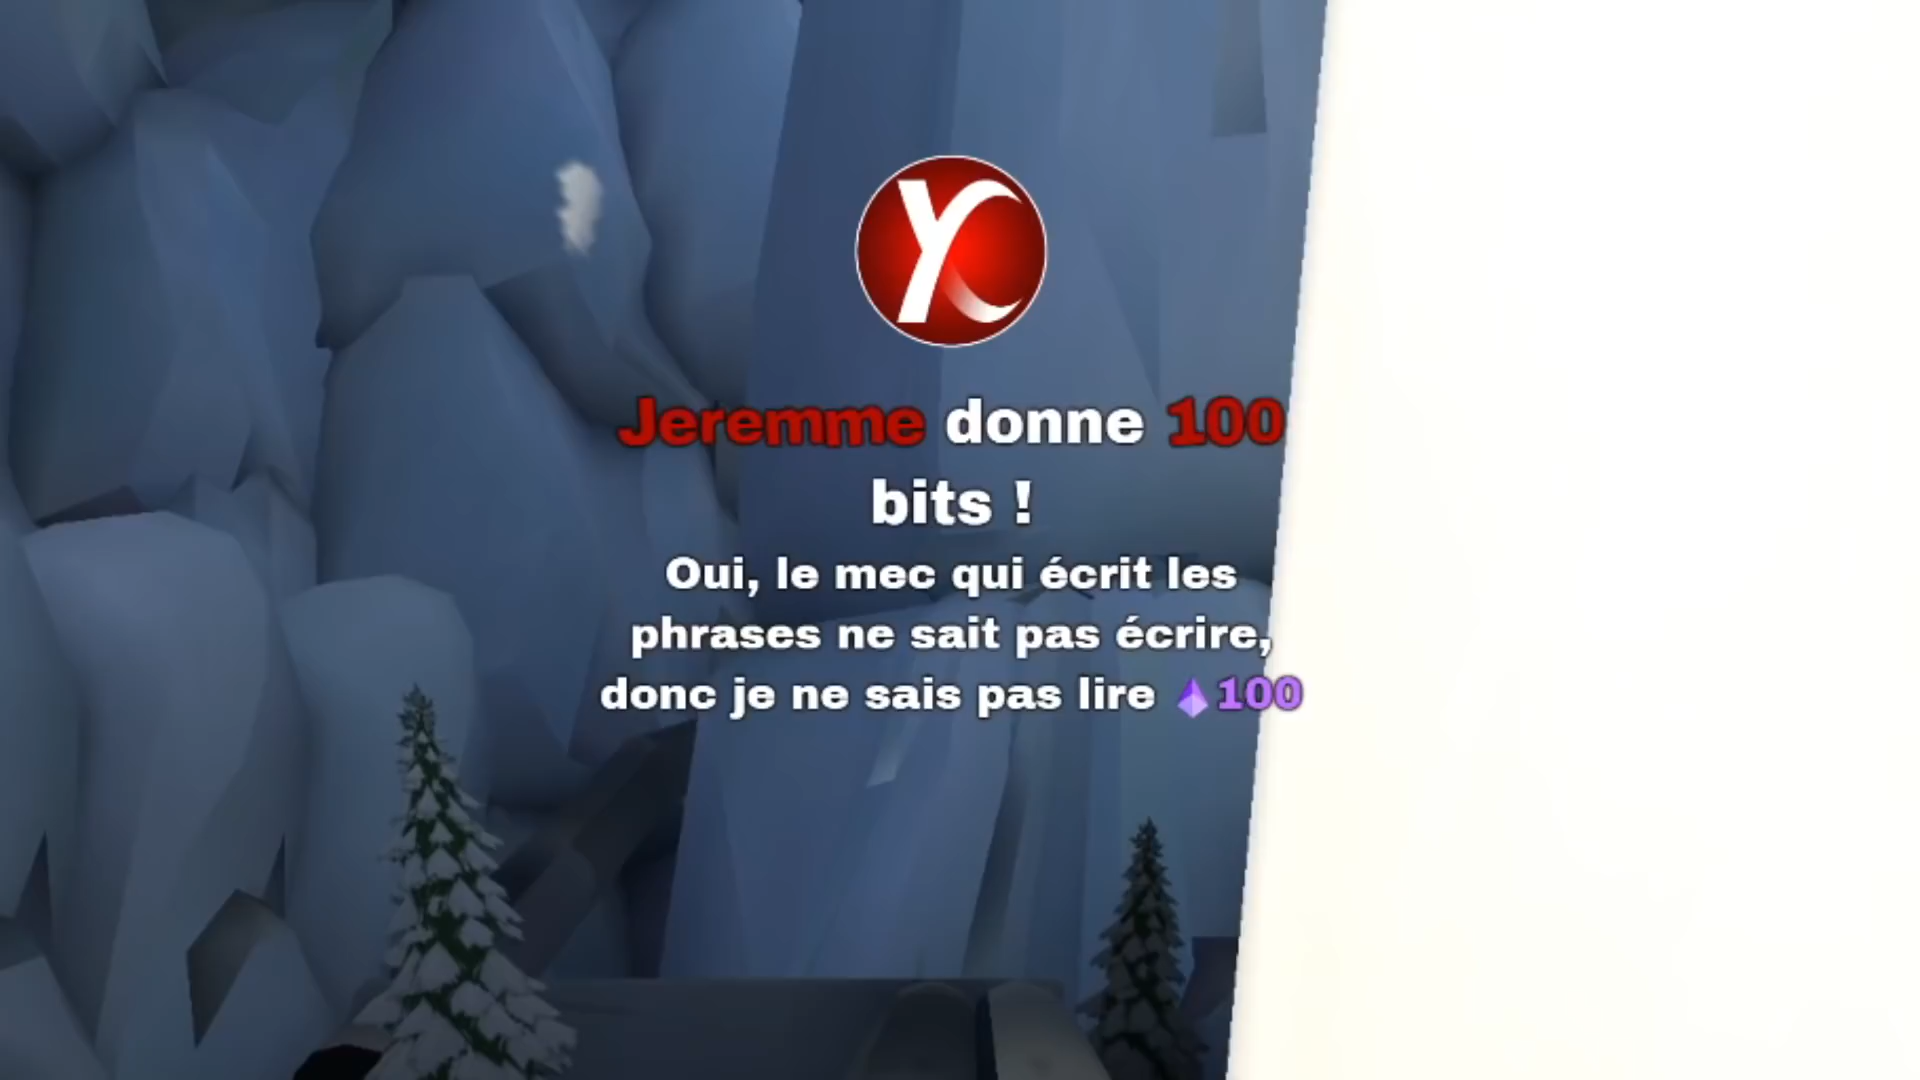 Jeremme donne 100
bits !
Oui, le mec qui écrit les
phrases ne sait pas écrire,
donc je ne sais pas lire 100